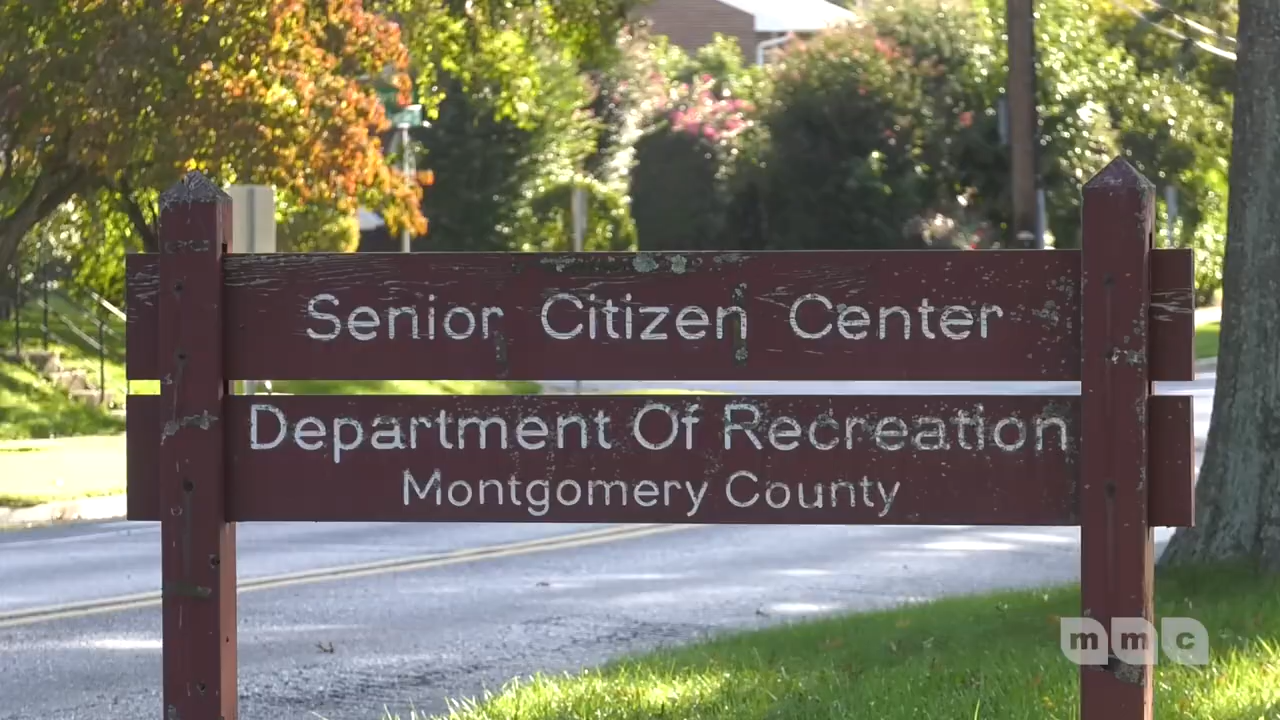 Senior Citizen Center
Department Of Recreation
Montgomery County
mmc